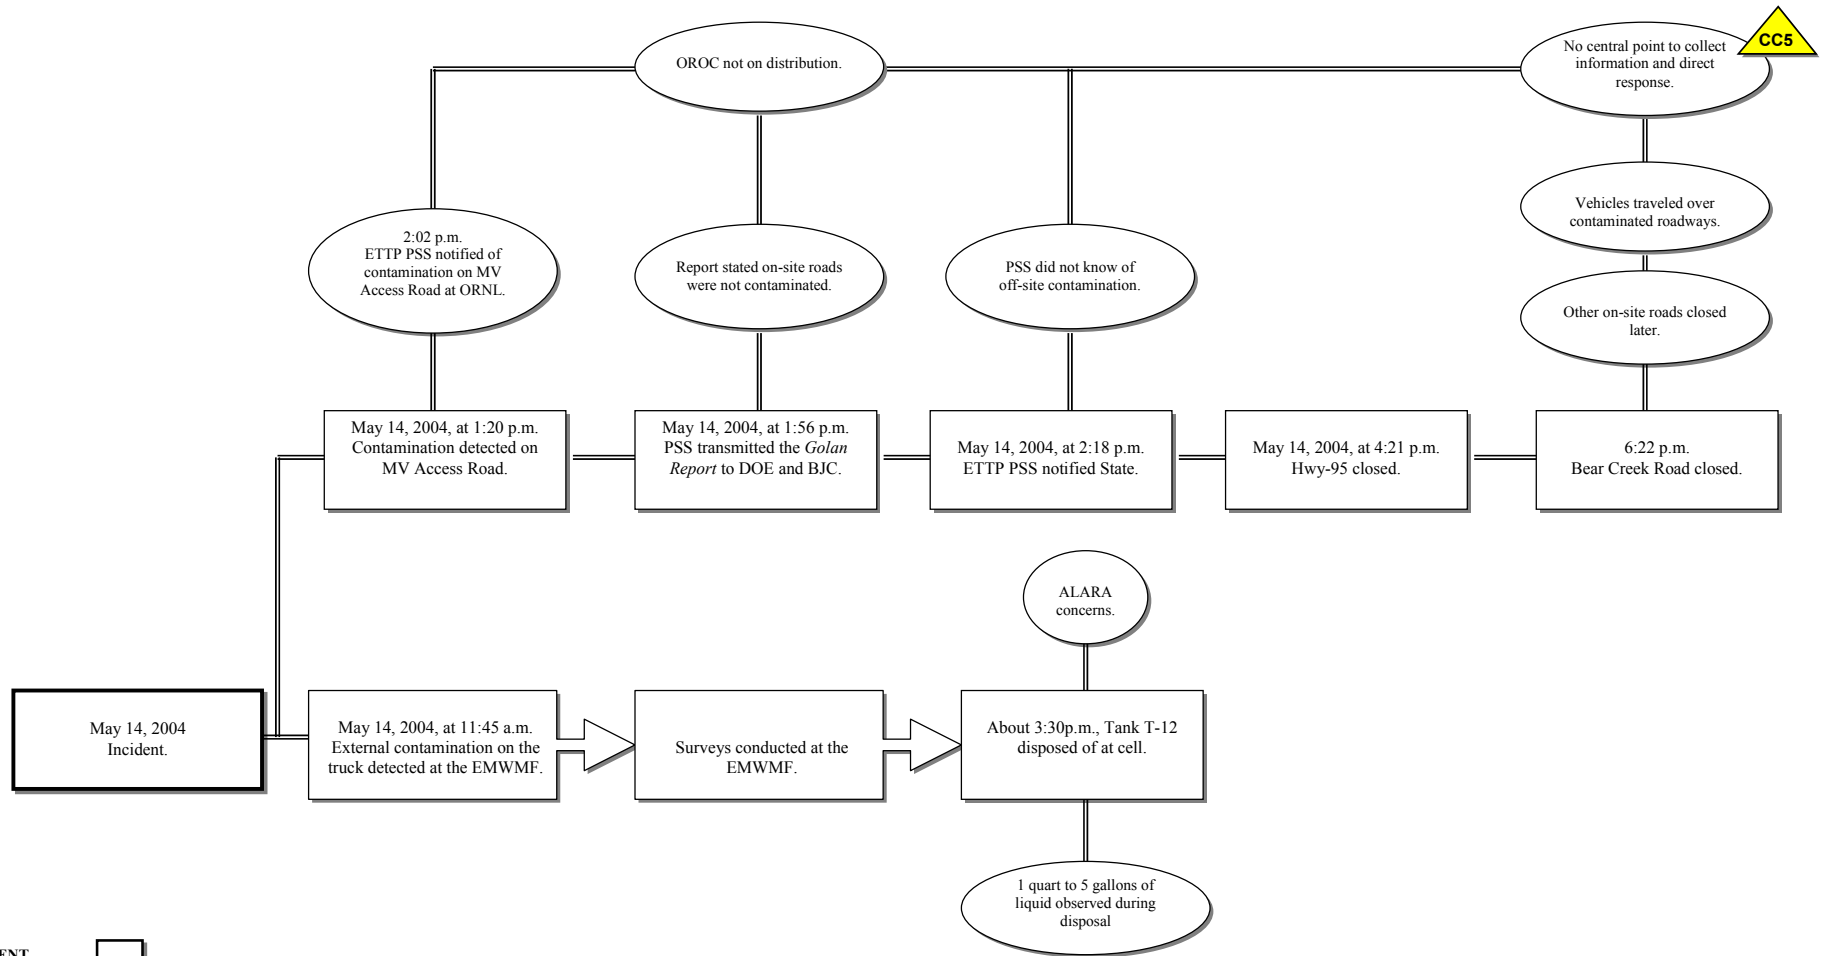 OROC not on distribution.
No central point to collect
information and direct
response.
CC5
2:02 p.m.
ETTP PSS notified of
contamination on MV
Access Road at ORNL.
Report stated on-site roads
were not contaminated.
PSS did not know of
off-site contamination.
Vehicles traveled over
contaminated roadways.
Other on-site roads closed
later.
May 14, 2004, at 1:20 p.m.
Contamination detected on
MV Access Road.
May 14, 2004, at 1:56 p.m.
PSS transmitted the Golan
Report to DOE and BJC.
May 14, 2004, at 2:18 p.m.
ETTP PSS notified State.
May 14, 2004, at 4:21 p.m.
Hwy-95 closed.
6:22 p.m.
Bear Creek Road closed.
ALARA
concerns.
May 14, 2004
Incident.
May 14, 2004, at 11:45 a.m.
External contamination on the
truck detected at the EMWMF.
Surveys conducted at the
EMWMF.
About 3:30p.m., Tank T-12
disposed of at cell.
1 quart to 5 gallons of
liquid observed during
disposal